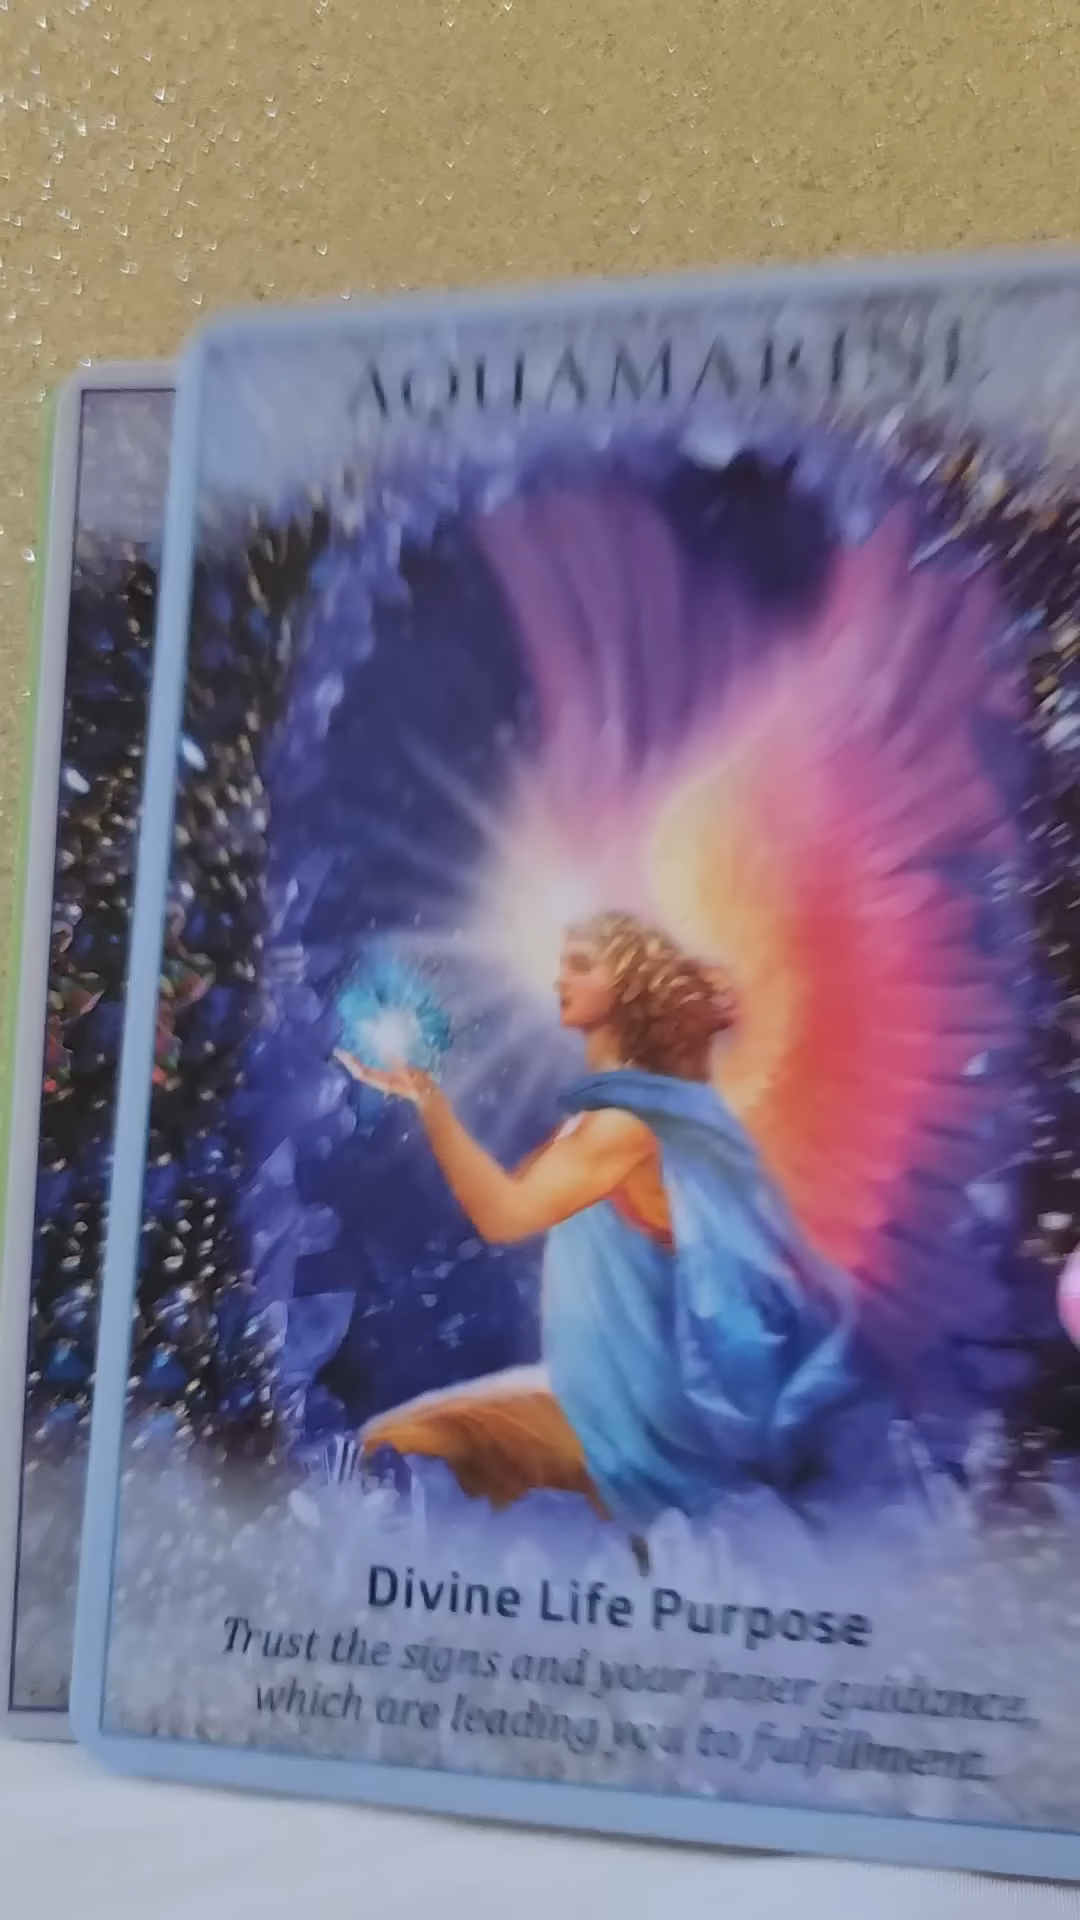 AQUAMARINE
Divine Life Purpose
Trust the signs and your inner guidance,
which are leading you to fulfillment.